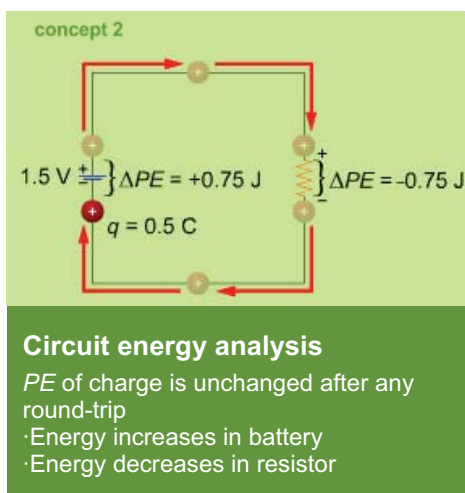 concept 2
1.5 V + } ΔPE = +0.75 J
+ } ΔPE = -0.75 J
q = 0.5 C
Circuit energy analysis
PE of charge is unchanged after any
round-trip
·Energy increases in battery
·Energy decreases in resistor